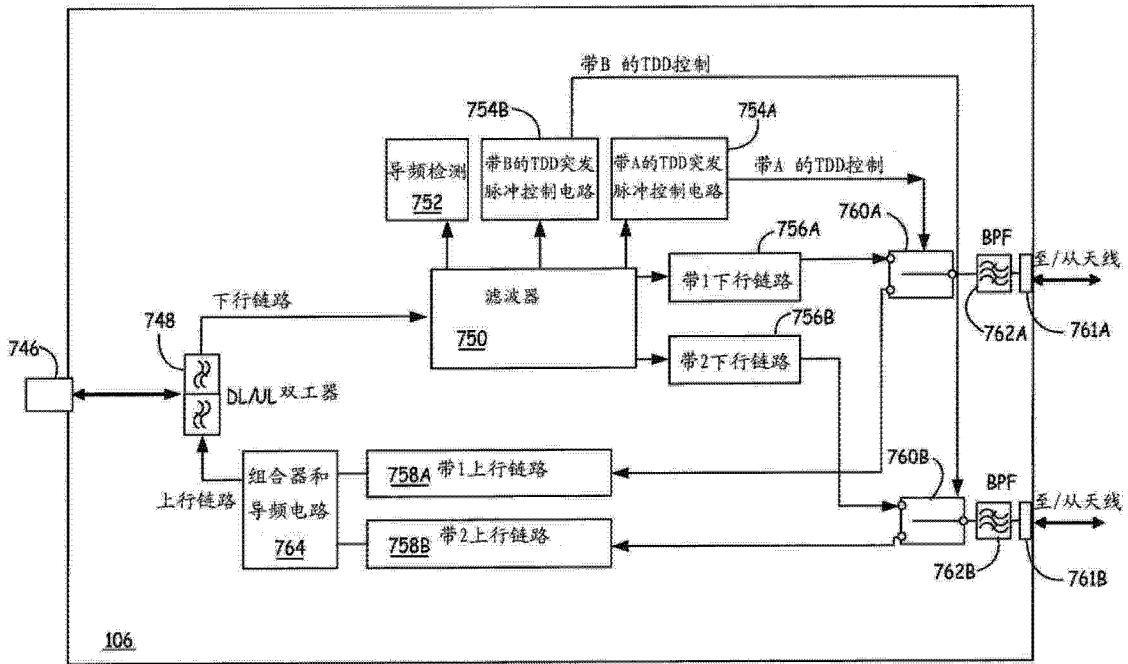 带B 的TDD控制
754B
754A
导频检测
752
带B的TDD突发
脉冲控制电路
带A的TDD突发
脉冲控制电路
带A 的TDD控制
760A
756A
BPF
至/从天线
带1下行链路
滤波器
750
下行链路
756B
762A
761A
748
746
带2下行链路
DL/UL 双工器
组合器和
导频电路
764
758A 带1上行链路
760B
上行链路
BPF
至/从天线
758B 带2上行链路
762B
761B
106